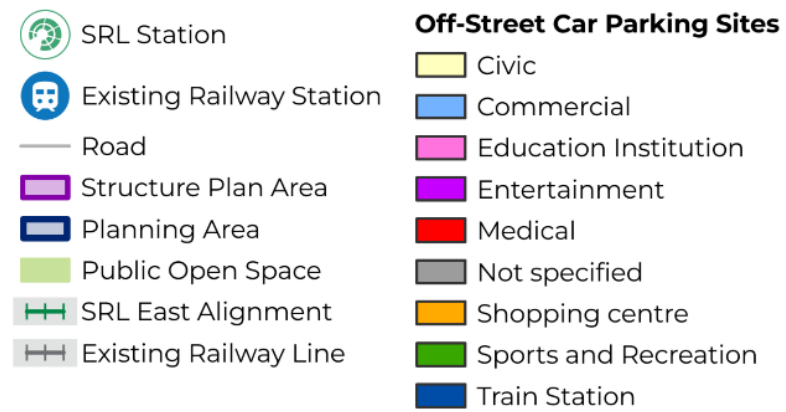 SRL Station
Existing Railway Station
Road
Structure Plan Area
Planning Area
Public Open Space
SRL East Alignment
Existing Railway Line
Off-Street Car Parking Sites
Civic
Commercial
Education Institution
Entertainment
Medical
Not specified
Shopping centre
Sports and Recreation
Train Station